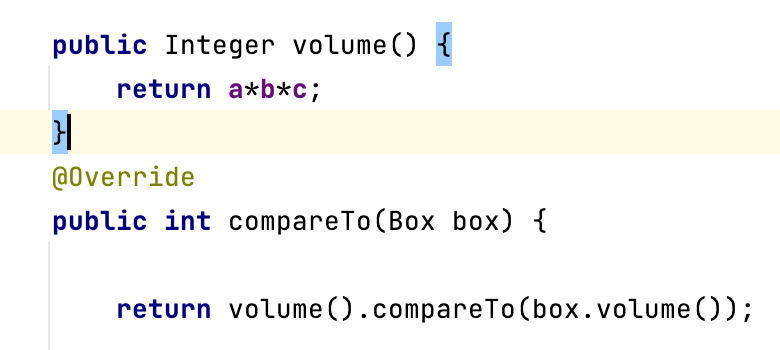 public Integer volume() {
    return a*b*c;
}
@Override
public int compareTo(Box box) {
    return volume().compareTo(box.volume());